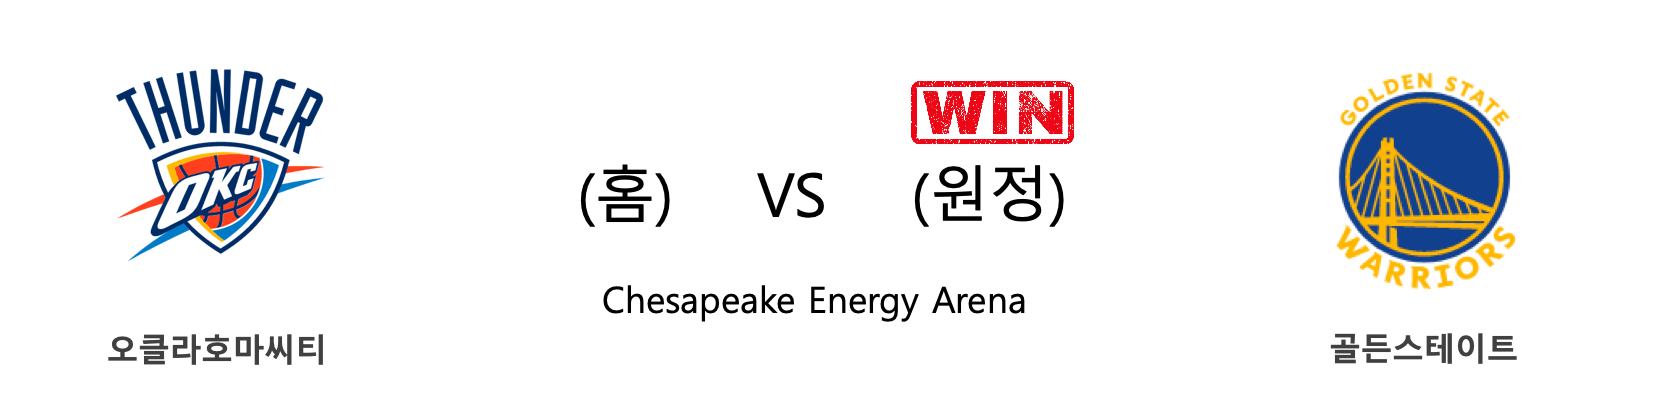 THUNDER
OKC
오클라호마씨티
WIN
(홈) VS (원정)
Chesapeake Energy Arena
GOLDEN STATE
WARRIORS
골든스테이트